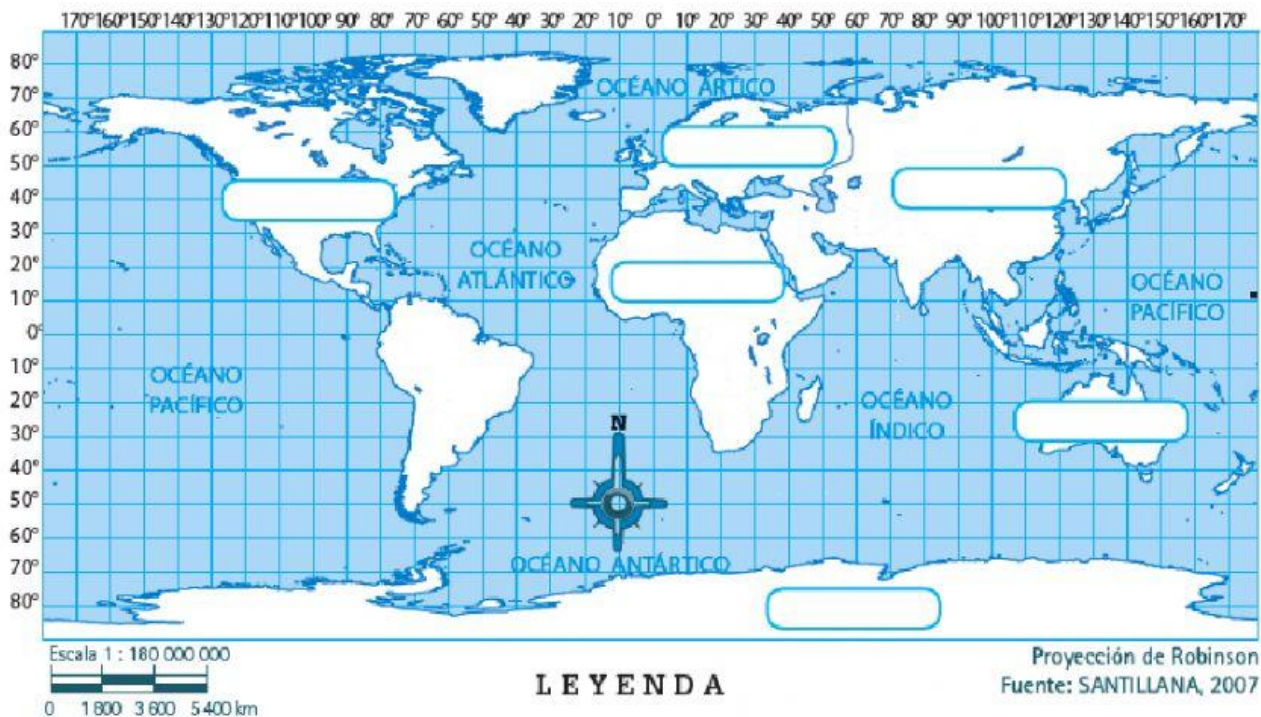 170°160°150°140°130°120°110°100° 90° 80° 70° 60° 50° 40° 30° 20° 10° 0° 10° 20° 30° 40° 50° 60° 70° 80° 90° 100°110°120°130°140°150°160°170°
80°
70°
60°
50°
40°
30°
20°
10°
0°
10°
20°
30°
40°
50°
60°
70°
80°
OCÉANO ÁRTICO
OCÉANO
ATLÁNTICO
OCÉANO
PACÍFICO
OCÉANO
PACÍFICO
OCÉANO
ÍNDICO
N
OCÉANO ANTÁRTICO
Escala 1 : 180 000 000
0 1 800 3 600 5 400 km
LEYENDA
Proyección de Robinson
Fuente: SANTILLANA, 2007